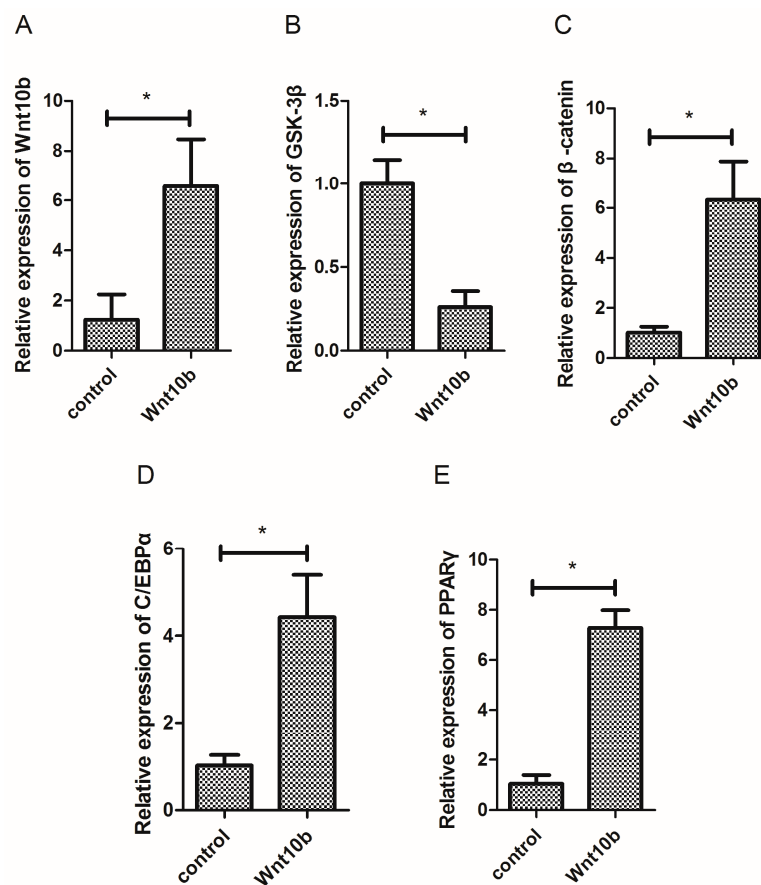 A
Relative expression of Wnt10b
10
8
6
4
2
0
*
control
Wnt10b
B
Relative expression of GSK-3β
1.5
1.0
0.5
0.0
*
control
Wnt10b
C
Relative expression of β -catenin
10
8
6
4
2
0
*
control
Wnt10b
D
Relative expression of C/EBPα
6
4
2
0
*
control
Wnt10b
E
Relative expression of PPARγ
10
8
6
4
2
0
*
control
Wnt10b